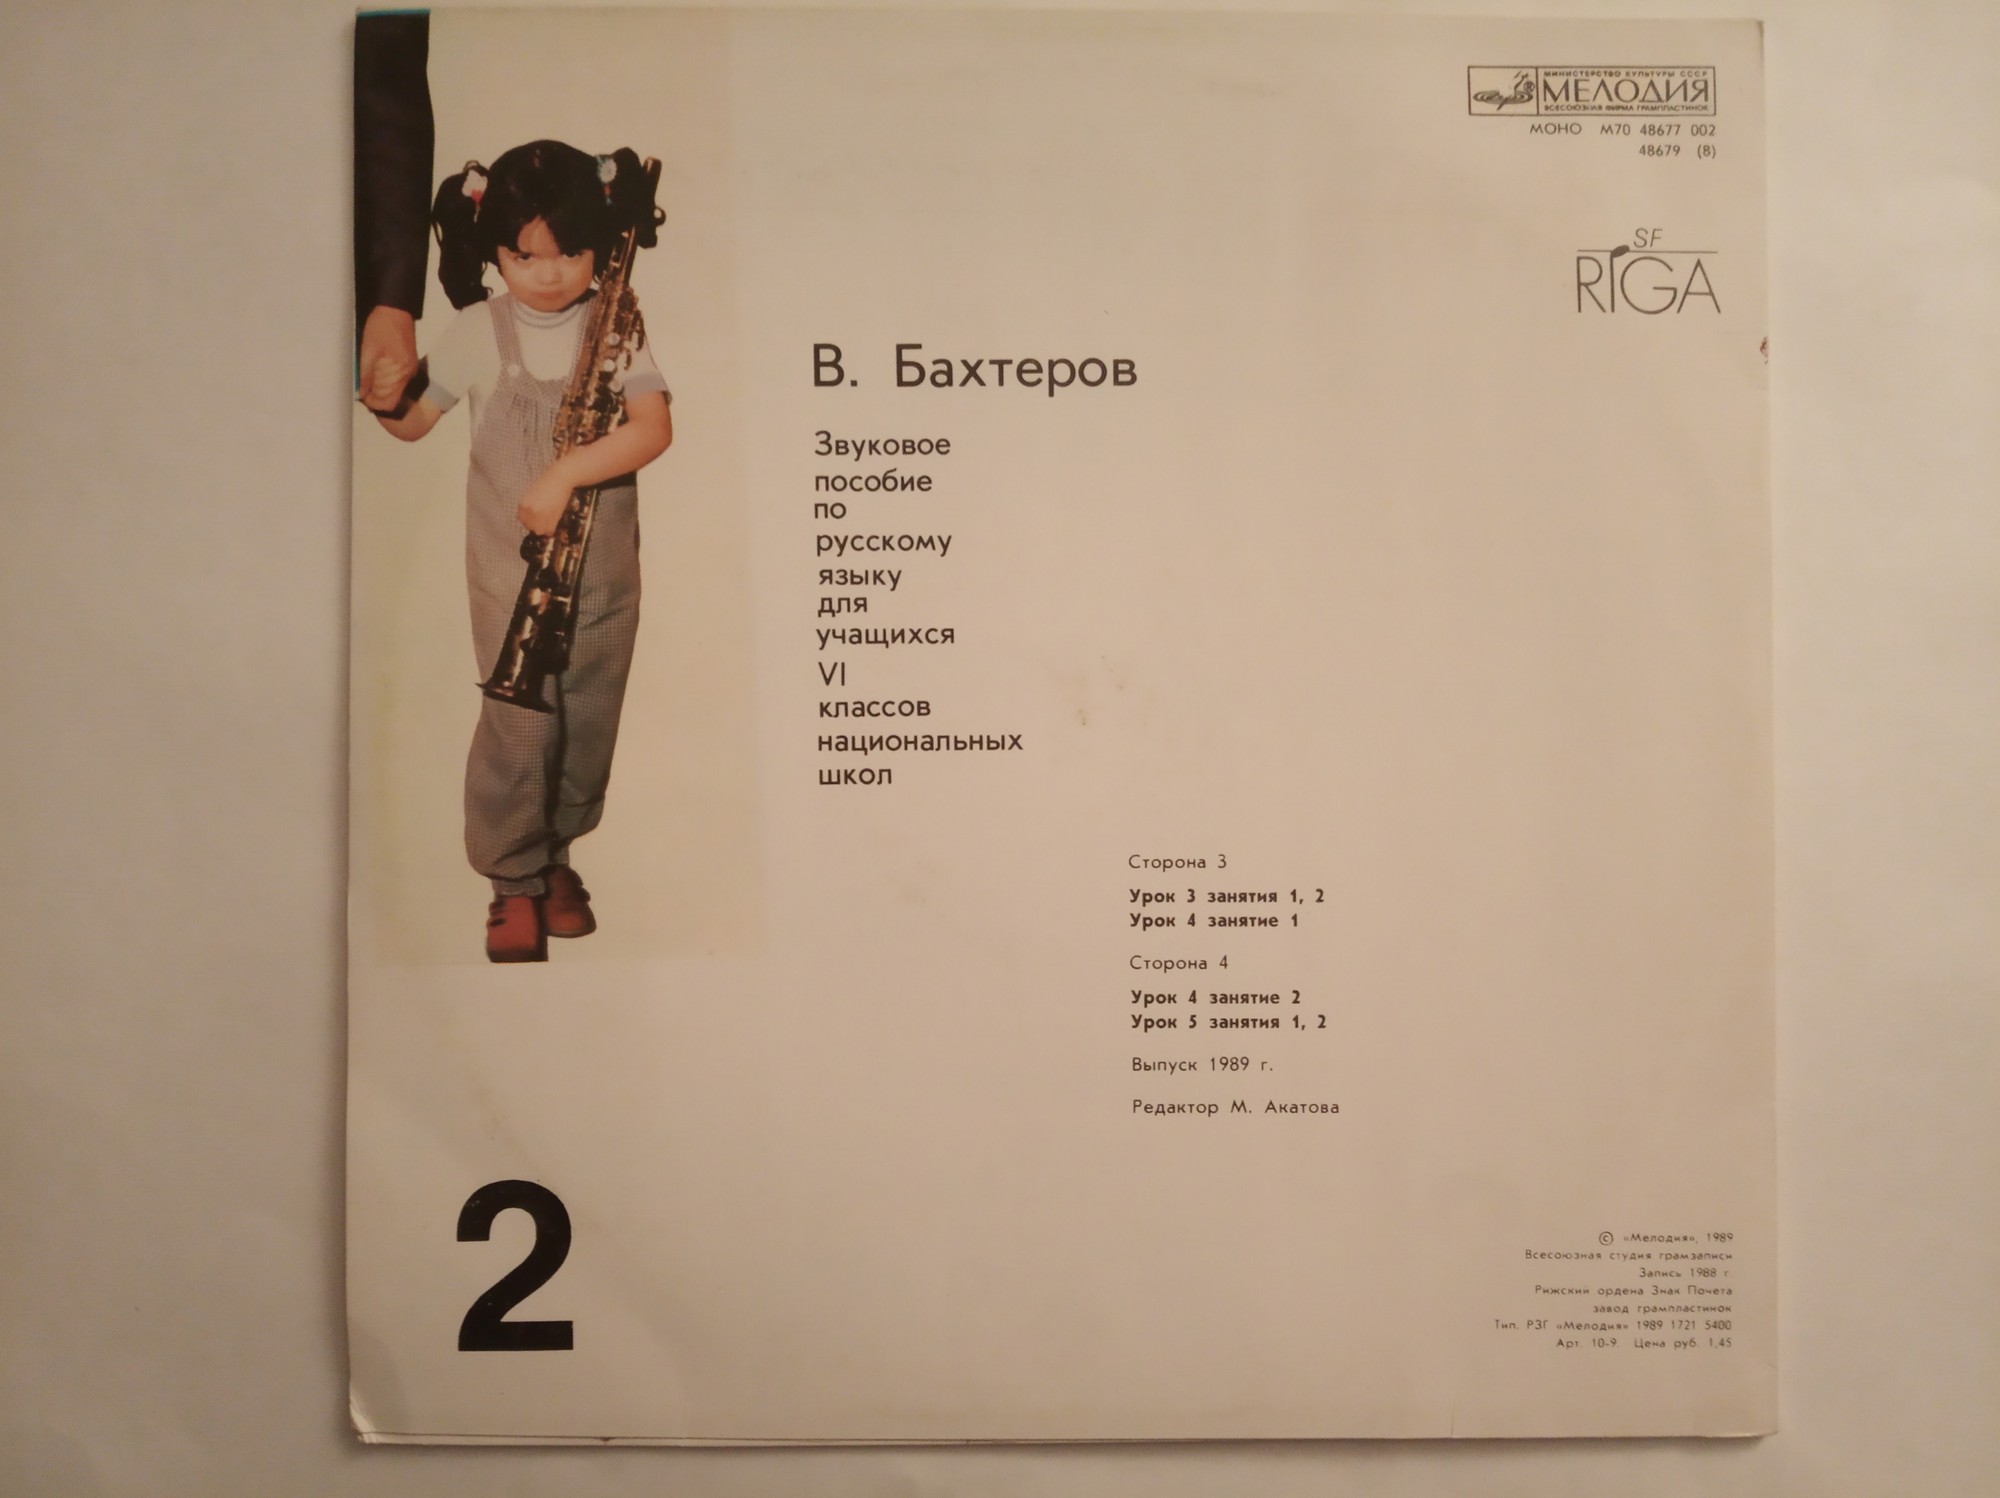 МИНИСТЕРСТВО КУЛЬТУРЫ СССР
МЕЛОДИЯ
ВСЕСОЮЗНАЯ ФИРМА ГРАМПЛАСТИНОК
МОНО М70 48677 002
48679 (8)
SF
RIGA
В. Бахтеров
Звуковое
пособие
по
русскому
языку
для
учащихся
VI
классов
национальных
школ
Сторона 3
Урок 3 занятия 1, 2
Урок 4 занятие 1
Сторона 4
Урок 4 занятие 2
Урок 5 занятия 1, 2
Выпуск 1989 г.
Редактор М. Акатова
2
© «Мелодия», 1989
Всесоюзная студия грамзаписи
Запись 1988 г.
Рижский ордена Знак Почета
завод грампластинок
Тип. РЗГ «Мелодия» 1989 1721 5400
Арт. 10-9. Цена руб. 1,45